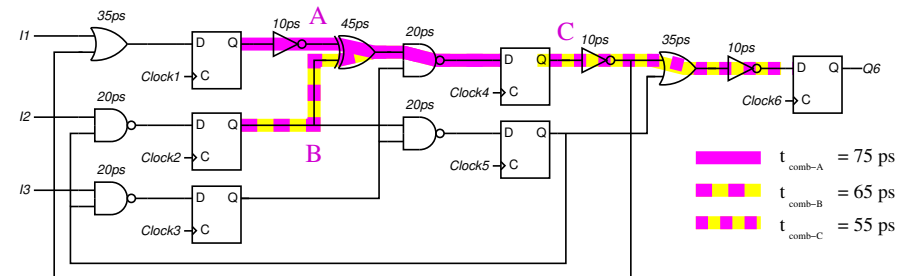 A
C
B
I1
35ps
10ps
45ps
20ps
10ps
35ps
10ps
D Q
Clock1
C
D Q
Clock4
C
D Q
Clock6
C
Q6
I2
20ps
D Q
Clock2
C
20ps
D Q
Clock5
C
I3
20ps
D Q
Clock3
C
t comb-A = 75 ps
t comb-B = 65 ps
t comb-C = 55 ps